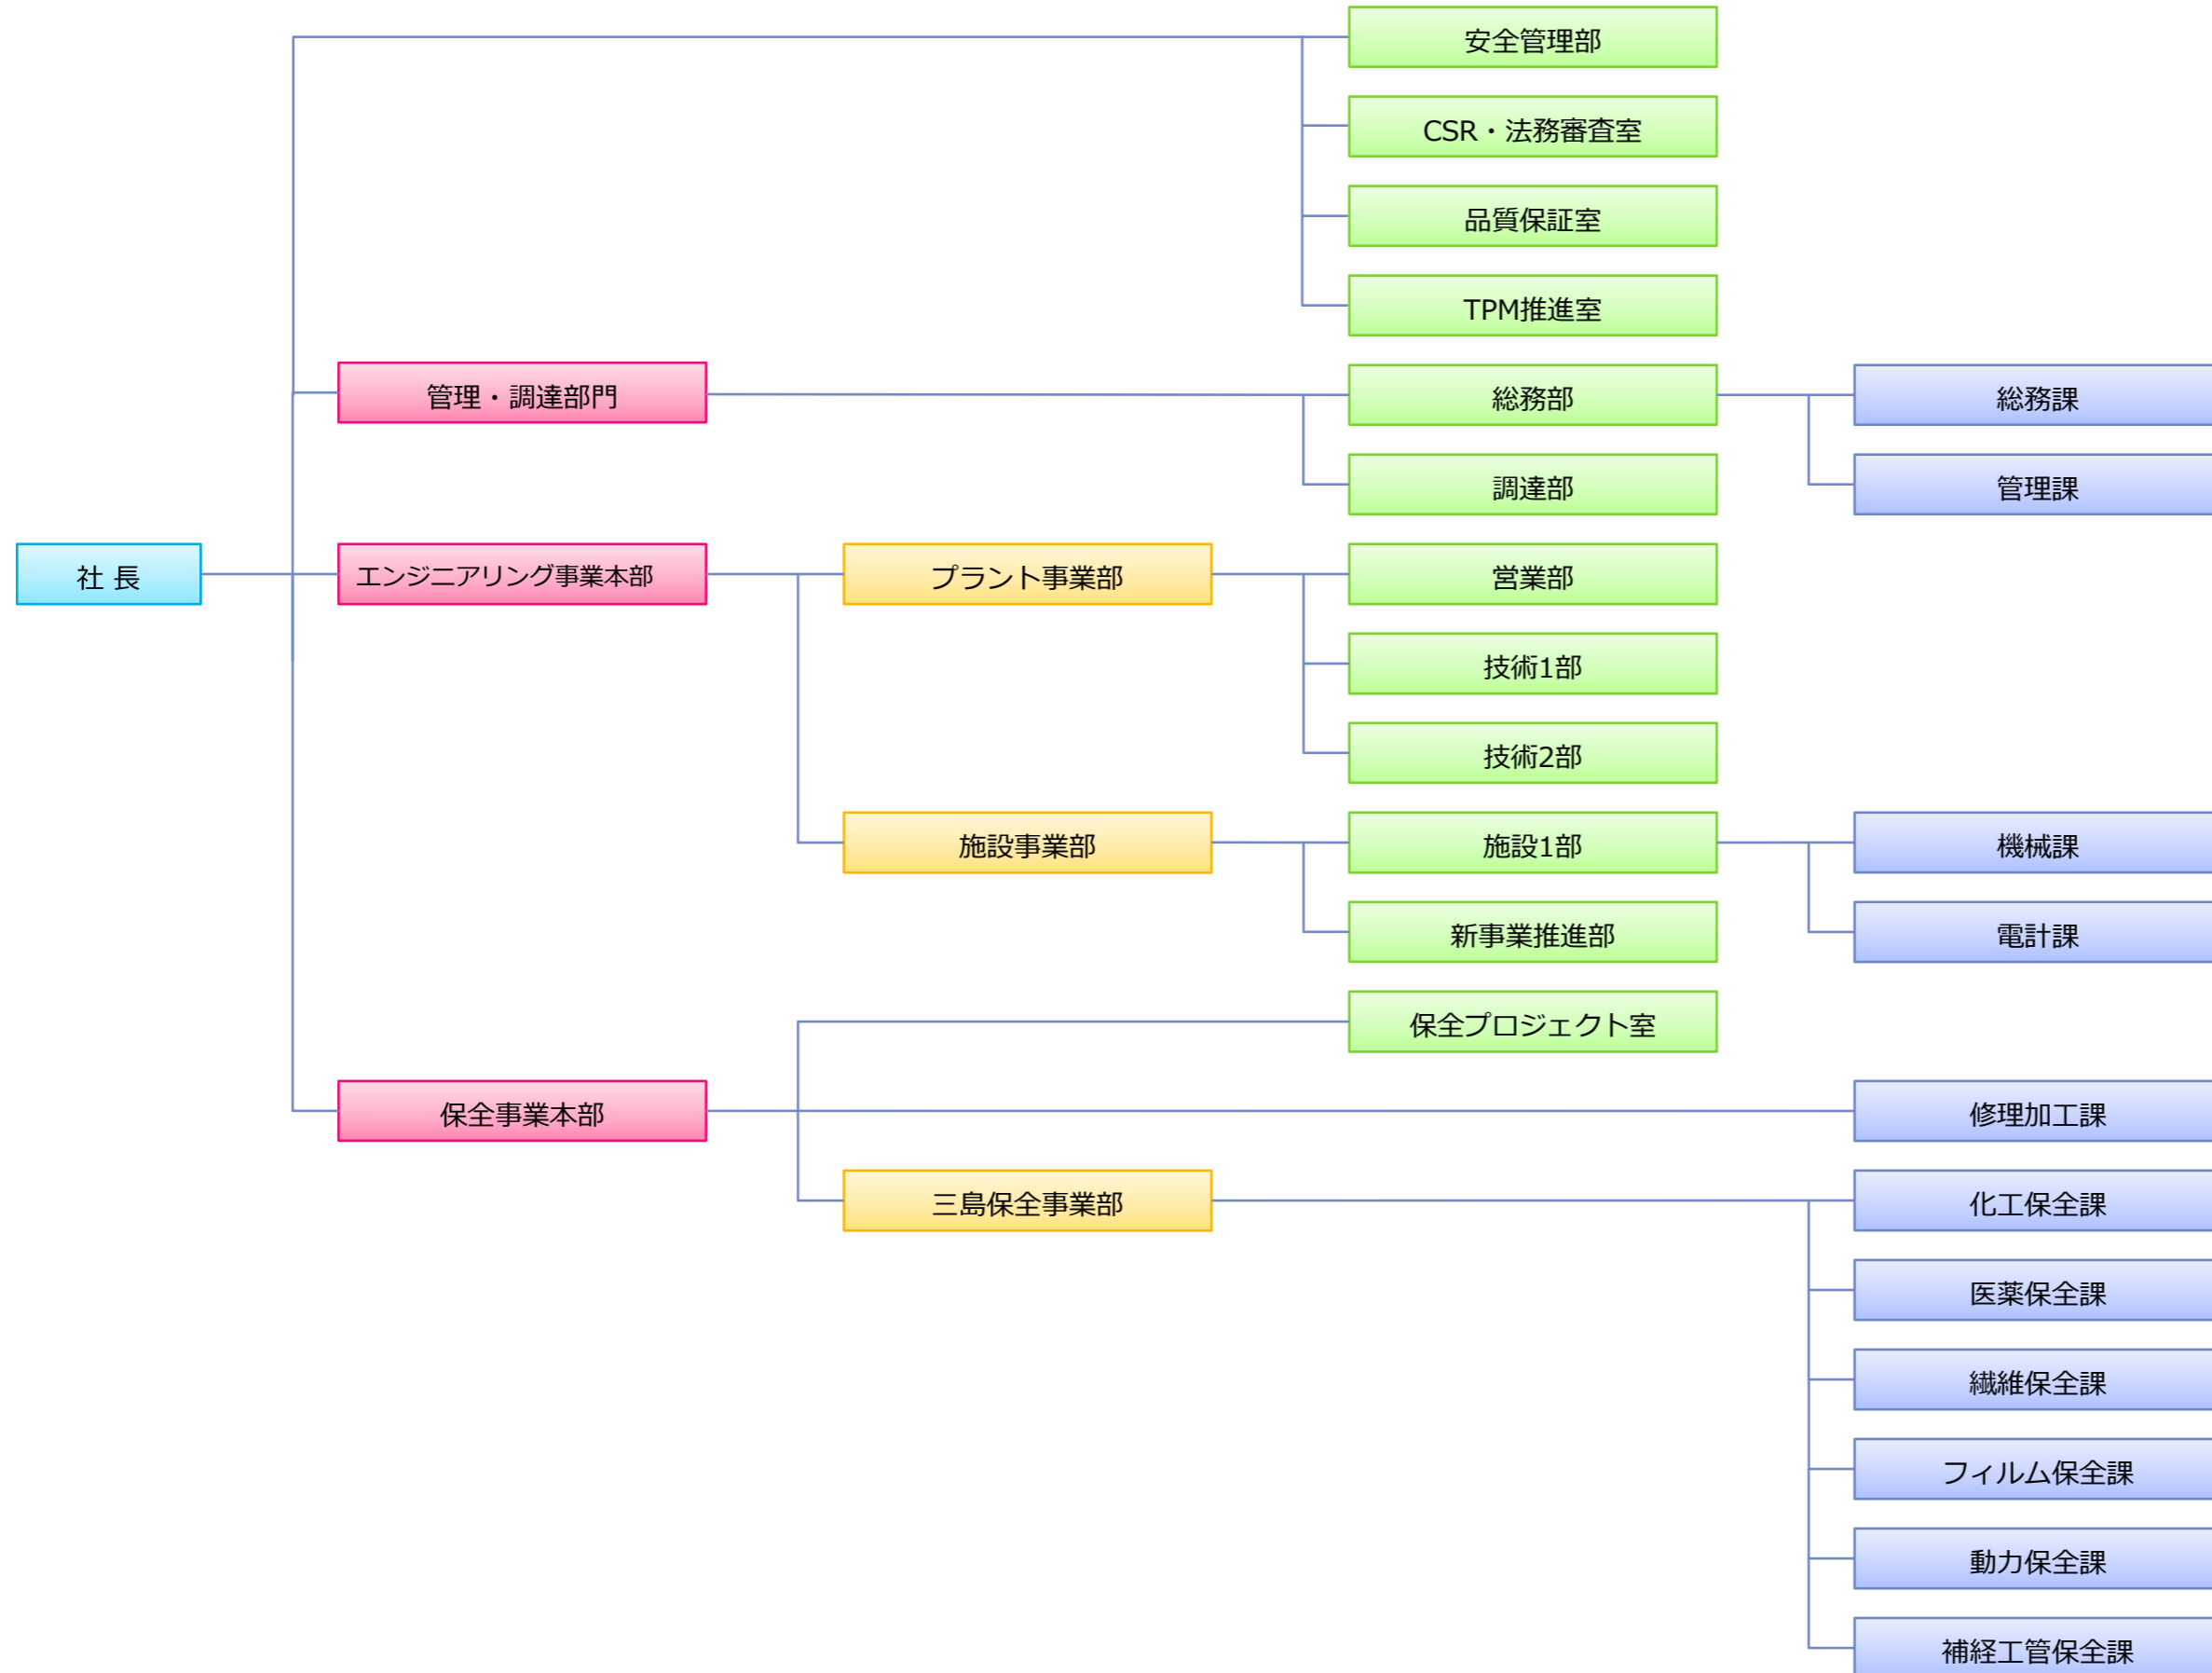 安全管理部
CSR・法務審査室
品質保証室
TPM推進室
管理・調達部門
総務部
総務課
調達部
管理課
社 長
エンジニアリング事業本部
プラント事業部
営業部
技術1部
技術2部
施設事業部
施設1部
機械課
新事業推進部
電計課
保全プロジェクト室
保全事業本部
修理加工課
三島保全事業部
化工保全課
医薬保全課
繊維保全課
フィルム保全課
動力保全課
補経工管保全課